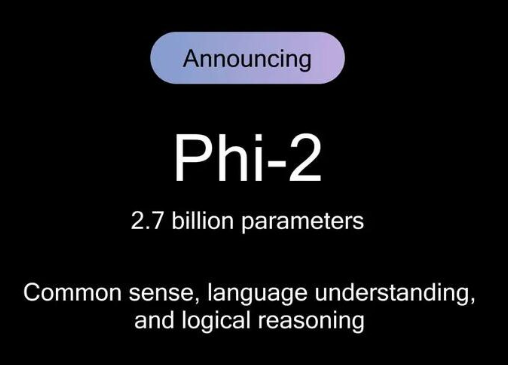 Announcing
Phi-2
2.7 billion parameters
Common sense, language understanding,
and logical reasoning